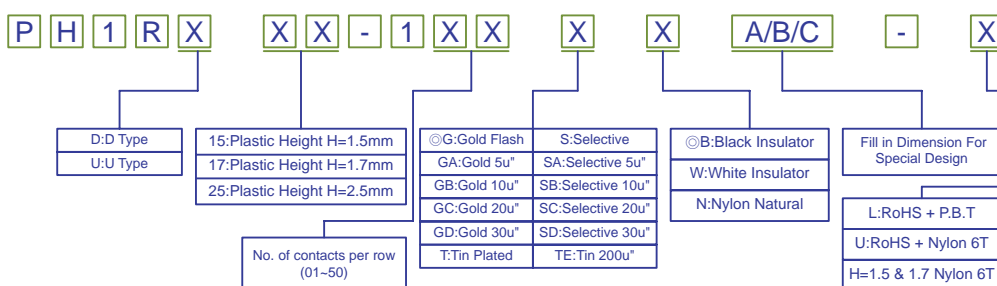 P H 1 R X X X - 1 X X X X A/B/C - X
D:D Type
U:U Type
15:Plastic Height H=1.5mm
17:Plastic Height H=1.7mm
25:Plastic Height H=2.5mm
No. of contacts per row
(01~50)
◎G:Gold Flash S:Selective
GA:Gold 5u" SA:Selective 5u"
GB:Gold 10u" SB:Selective 10u"
GC:Gold 20u" SC:Selective 20u"
GD:Gold 30u" SD:Selective 30u"
T:Tin Plated TE:Tin 200u"
◎B:Black Insulator
W:White Insulator
N:Nylon Natural
Fill in Dimension For
Special Design
L:RoHS + P.B.T
U:RoHS + Nylon 6T
H=1.5 & 1.7 Nylon 6T